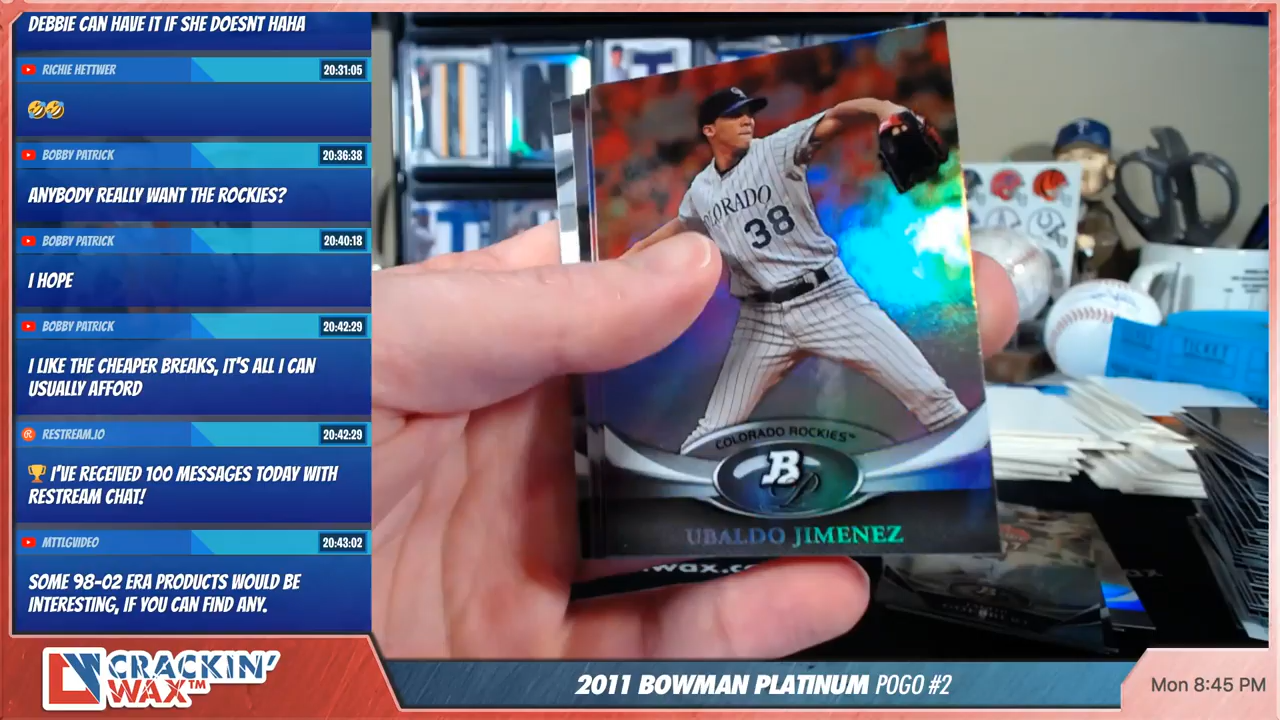 DEBBIE CAN HAVE IT IF SHE DOESNT HAHA
RICHIE HETTWER
20:31:05
🤣🤣
BOBBY PATRICK
20:36:38
ANYBODY REALLY WANT THE ROCKIES?
BOBBY PATRICK
20:40:18
I HOPE
BOBBY PATRICK
20:42:29
I LIKE THE CHEAPER BREAKS, IT'S ALL I CAN
USUALLY AFFORD
RESTREAM.IO
20:42:29
🏆 I'VE RECEIVED 100 MESSAGES TODAY WITH
RESTREAM CHAT!
MTTLGVIDEO
20:43:02
SOME 98-02 ERA PRODUCTS WOULD BE
INTERESTING, IF YOU CAN FIND ANY.
COLORADO
38
COLORADO ROCKIES™
B
P
UBALDO JIMENEZ
TICKET
CRACKIN'
WAX™
2011 BOWMAN PLATINUM POGO #2
Mon 8:45 PM